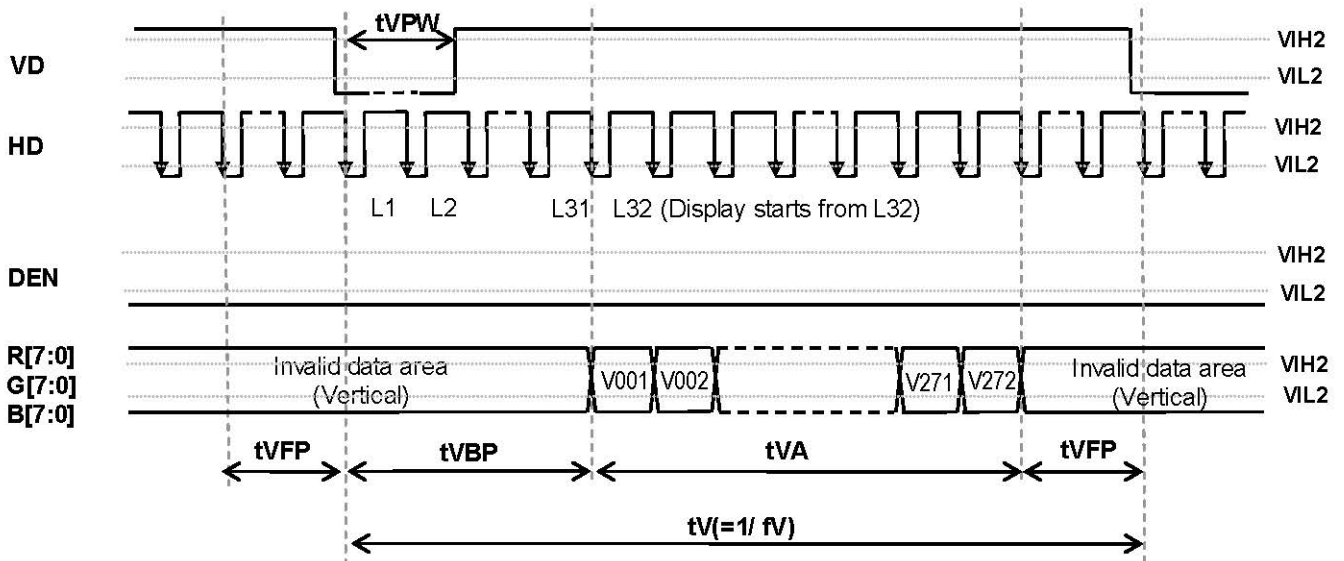 tVPW
VD
VIH2
VIL2
HD
VIH2
VIL2
L1 L2 L31 L32 (Display starts from L32)
DEN
VIH2
VIL2
R[7:0]
G[7:0]
B[7:0]
Invalid data area
(Vertical)
V001 V002 V271 V272
Invalid data area
(Vertical)
VIH2
VIL2
tVFP tVBP tVA tVFP
tV(=1/ fV)